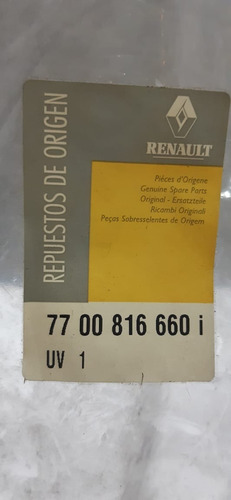 REPUESTOS DE ORIGEN
RENAULT
Pièces d'Origene
Genuine Spare Parts
Original - Ersatzteile
Ricambi Originali
Peças Sobresselentes de Origem
77 00 816 660 i
UV 1